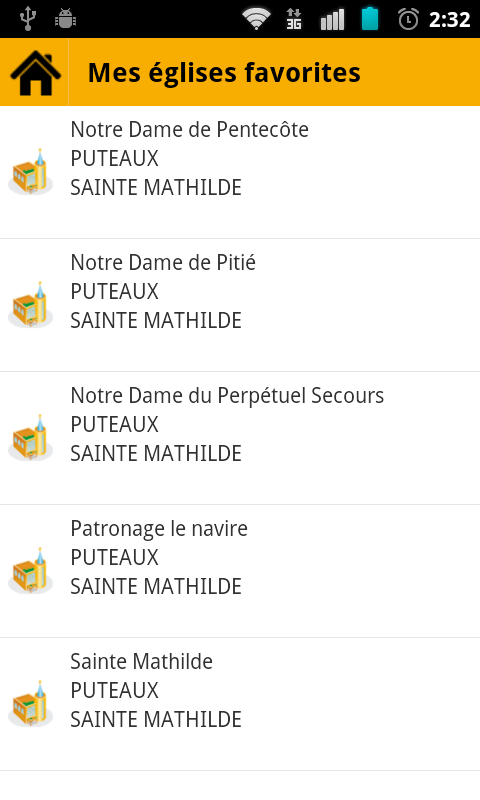 3G
2:32
Mes églises favorites
Notre Dame de Pentecôte
PUTEAUX
SAINTE MATHILDE
Notre Dame de Pitié
PUTEAUX
SAINTE MATHILDE
Notre Dame du Perpétuel Secours
PUTEAUX
SAINTE MATHILDE
Patronage le navire
PUTEAUX
SAINTE MATHILDE
Sainte Mathilde
PUTEAUX
SAINTE MATHILDE